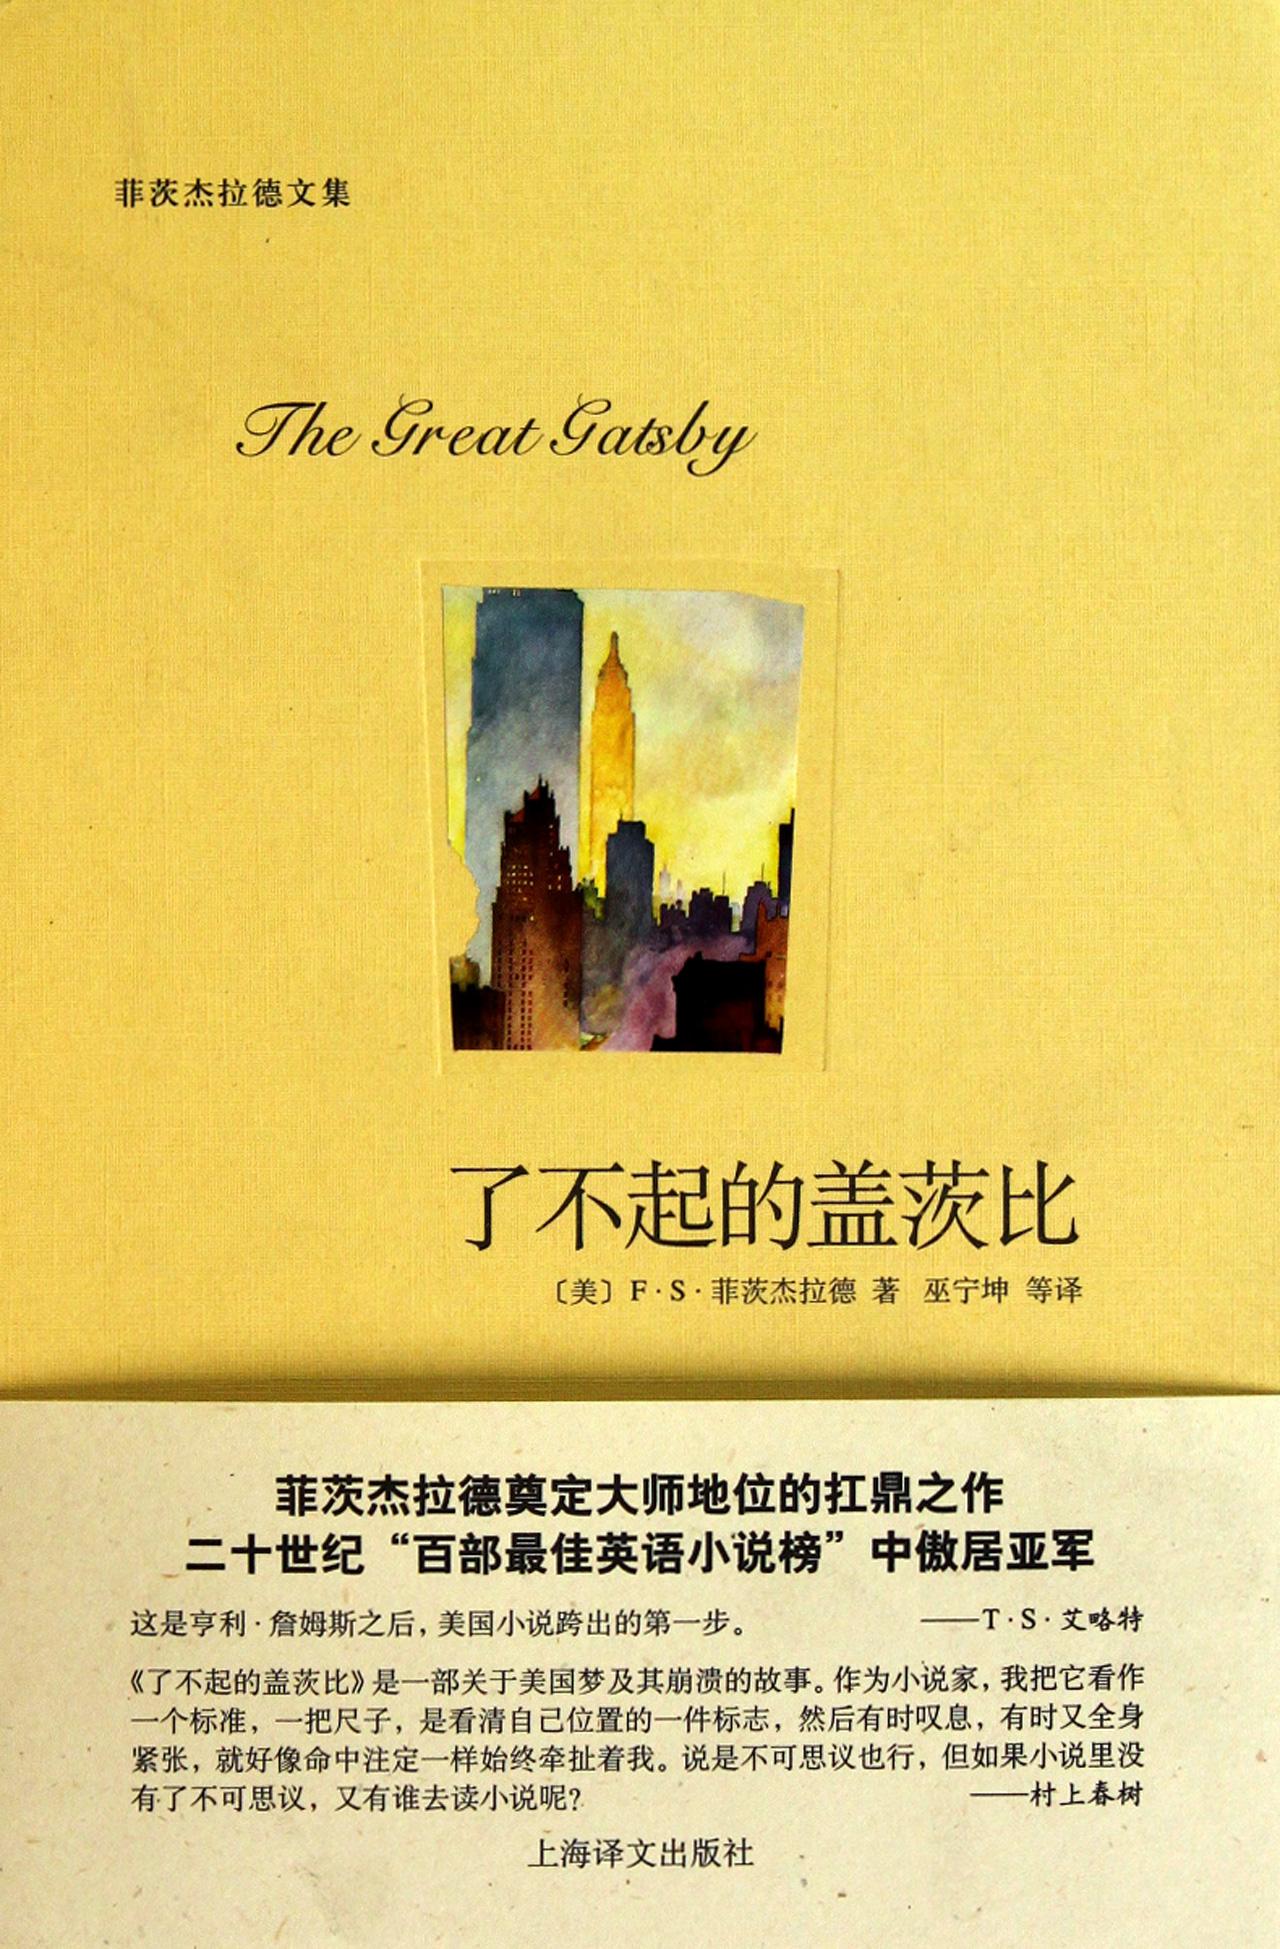 菲茨杰拉德文集
The Great Gatsby
了不起的盖茨比
〔美〕F·S·菲茨杰拉德 著 巫宁坤 等译
菲茨杰拉德奠定大师地位的扛鼎之作
二十世纪“百部最佳英语小说榜”中傲居亚军
这是亨利·詹姆斯之后，美国小说跨出的第一步。 ——T·S·艾略特
《了不起的盖茨比》是一部关于美国梦及其崩溃的故事。作为小说家，我把它看作
一个标准，一把尺子，是看清自己位置的一件标志，然后有时叹息，有时又全身
紧张，就好像命中注定一样始终牵扯着我。说是不可思议也行，但如果小说里没
有了不可思议，又有谁去读小说呢？ ——村上春树
上海译文出版社